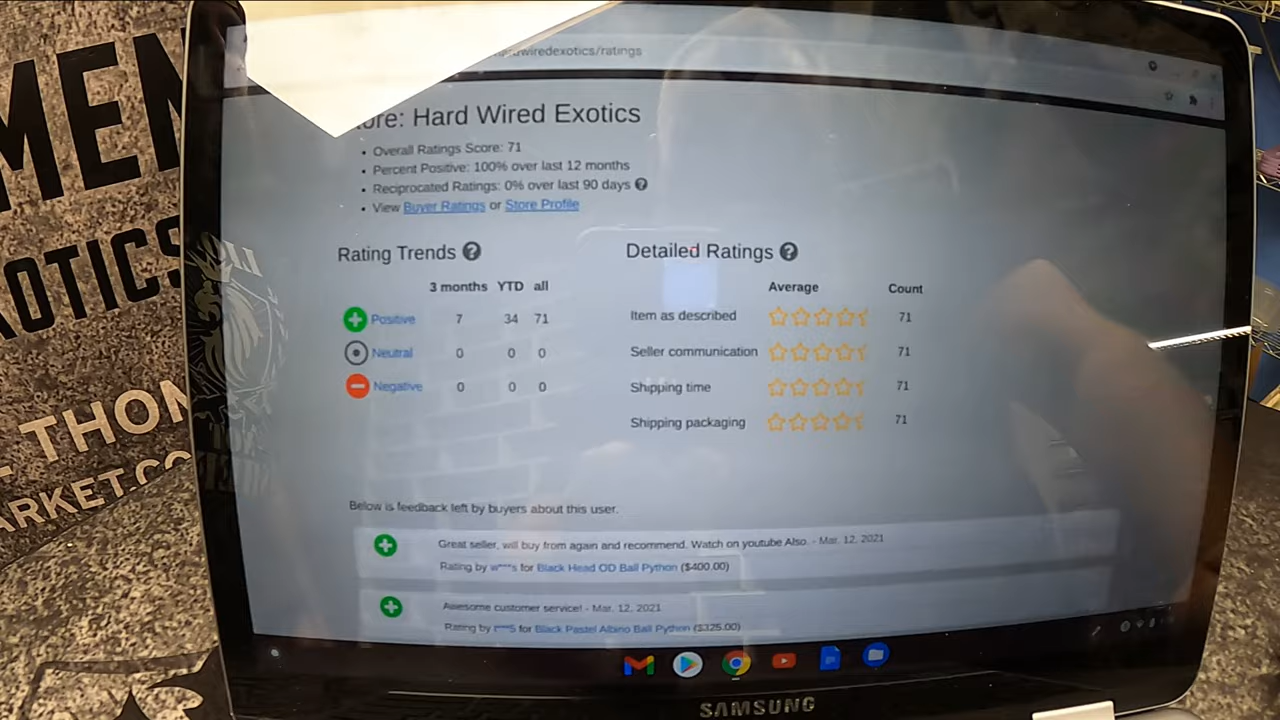 MEN
OTICS
THON
ARKET.CO
wiredexotics/ratings
ore: Hard Wired Exotics
• Overall Ratings Score: 71
• Percent Positive: 100% over last 12 months
• Reciprocated Ratings: 0% over last 90 days ?
• View Buyer Ratings or Store Profile
Rating Trends ?
3 months YTD all
Positive 7 34 71
Neutral 0 0 0
Negative 0 0 0
Detailed Ratings ?
Average Count
Item as described 71
Seller communication 71
Shipping time 71
Shipping packaging 71
Below is feedback left by buyers about this user.
Great seller, will buy from again and recommend. Watch on youtube Also. - Mar. 12, 2021
Rating by w***s for Black Head OD Ball Python ($400.00)
Awesome customer service! - Mar. 12, 2021
Rating by r***5 for Black Pastel Albino Ball Python ($325.00)
SAMSUNG